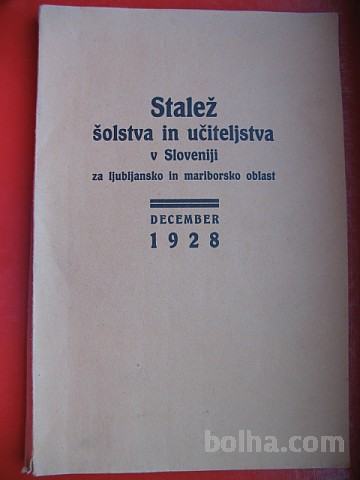 Stalež
šolstva in učiteljstva
v Sloveniji
za ljubljansko in mariborsko oblast
DECEMBER
1928
bolha.com